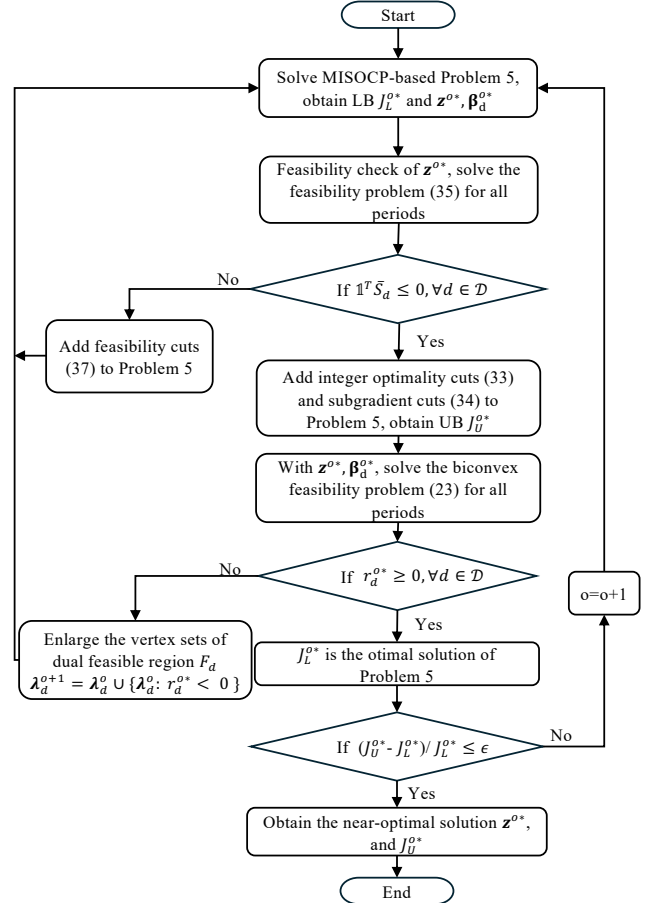 Start
Solve MISOCP-based Problem 5,
obtain LB 𝐽_𝐿^{𝑜∗} and 𝒛^{𝑜∗}, 𝛃_d^{𝑜∗}
Feasibility check of 𝒛^{𝑜∗}, solve the
feasibility problem (35) for all
periods
If 𝟙^𝑇 S̄_𝑑 ≤ 0, ∀𝑑 ∈ 𝒟
No
Add feasibility cuts
(37) to Problem 5
Yes
Add integer optimality cuts (33)
and subgradient cuts (34) to
Problem 5, obtain UB 𝐽_𝑈^{𝑜∗}
With 𝒛^{𝑜∗}, 𝛃_d^{𝑜∗}, solve the biconvex
feasibility problem (23) for all
periods
If 𝑟_𝑑^{𝑜∗} ≥ 0, ∀𝑑 ∈ 𝒟
No
o=o+1
Enlarge the vertex sets of
dual feasible region 𝐹_𝑑
𝝀_𝑑^{𝑜+1} = 𝝀_𝑑^𝑜 ∪ {𝝀_𝑑^𝑜: 𝑟_𝑑^{𝑜∗} < 0 }
Yes
𝐽_𝐿^{𝑜∗} is the otimal solution of
Problem 5
If (𝐽_𝑈^{𝑜∗}- 𝐽_𝐿^{𝑜∗})/ 𝐽_𝐿^{𝑜∗} ≤ 𝜖
No
Yes
Obtain the near-optimal solution 𝒛^{𝑜∗},
and 𝐽_𝑈^{𝑜∗}
End